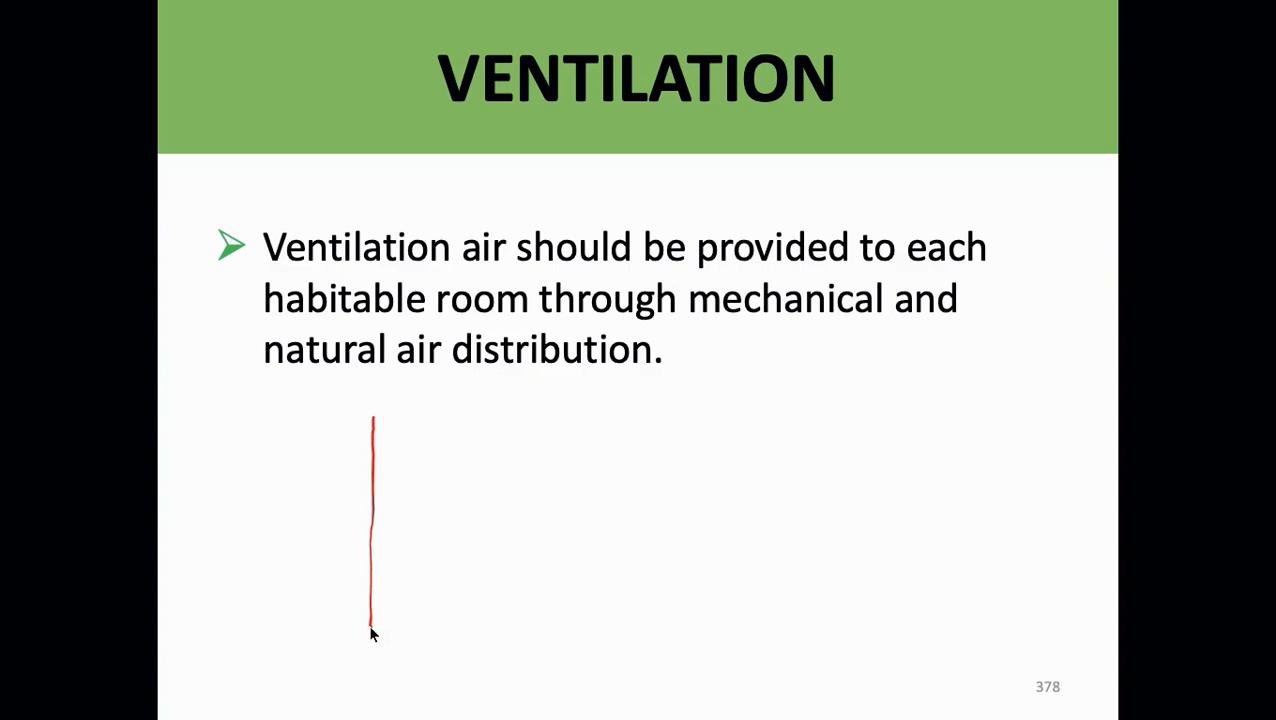 VENTILATION
Ventilation air should be provided to each
habitable room through mechanical and
natural air distribution.
378